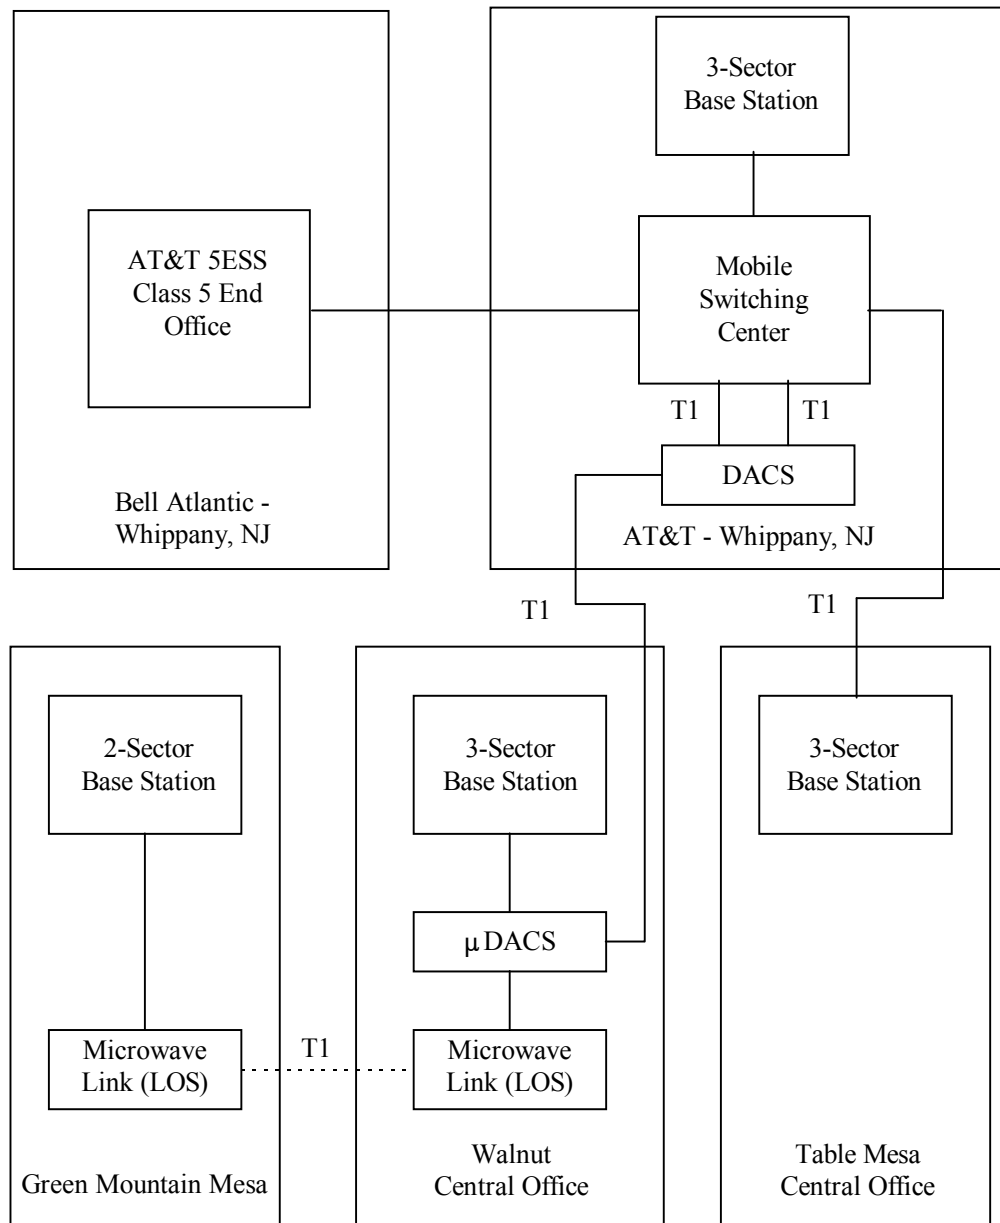 3-Sector
Base Station
AT&T 5ESS
Class 5 End
Office
Mobile
Switching
Center
T1
T1
DACS
Bell Atlantic -
Whippany, NJ
AT&T - Whippany, NJ
T1
T1
2-Sector
Base Station
3-Sector
Base Station
3-Sector
Base Station
μDACS
Microwave
Link (LOS)
T1
Microwave
Link (LOS)
Green Mountain Mesa
Walnut
Central Office
Table Mesa
Central Office